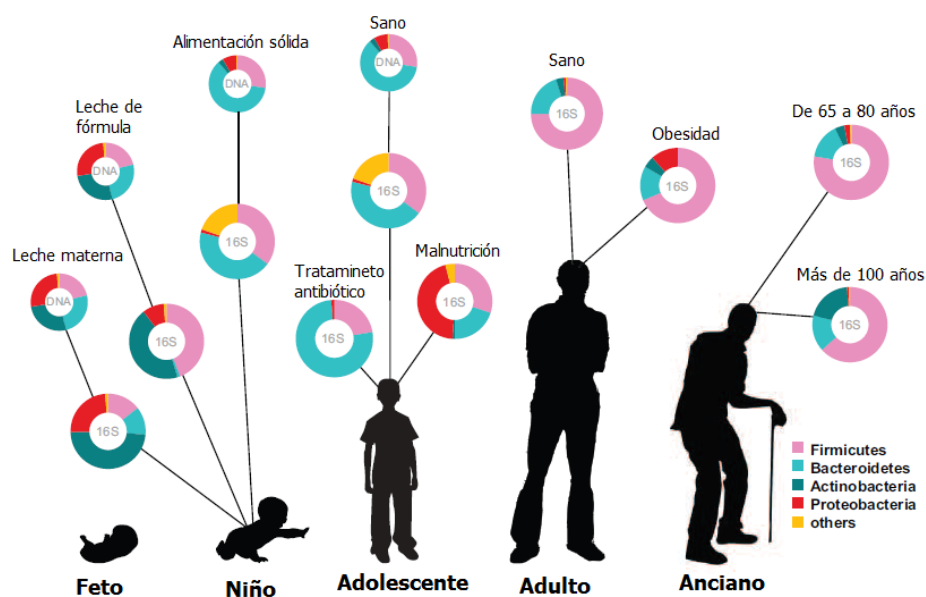 Sano
DNA
Alimentación sólida
DNA
Sano
16S
De 65 a 80 años
16S
Leche de
fórmula
DNA
Obesidad
16S
16S
16S
Leche materna
DNA
Tratamineto
antibiótico
16S
Malnutrición
16S
Más de 100 años
16S
16S
16S
Firmicutes
Bacteroidetes
Actinobacteria
Proteobacteria
others
Feto
Niño
Adolescente
Adulto
Anciano